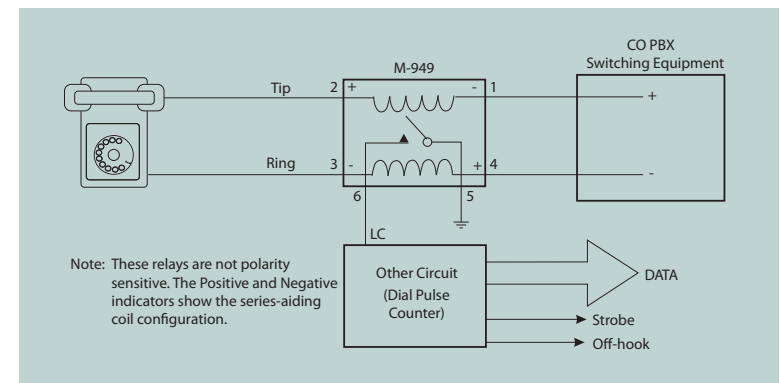 CO PBX
Switching Equipment
M-949
Tip 2 + - 1 +
Ring 3 - + 4 -
6 5
LC
Note: These relays are not polarity
sensitive. The Positive and Negative
indicators show the series-aiding
coil configuration.
Other Circuit
(Dial Pulse
Counter)
DATA
Strobe
Off-hook